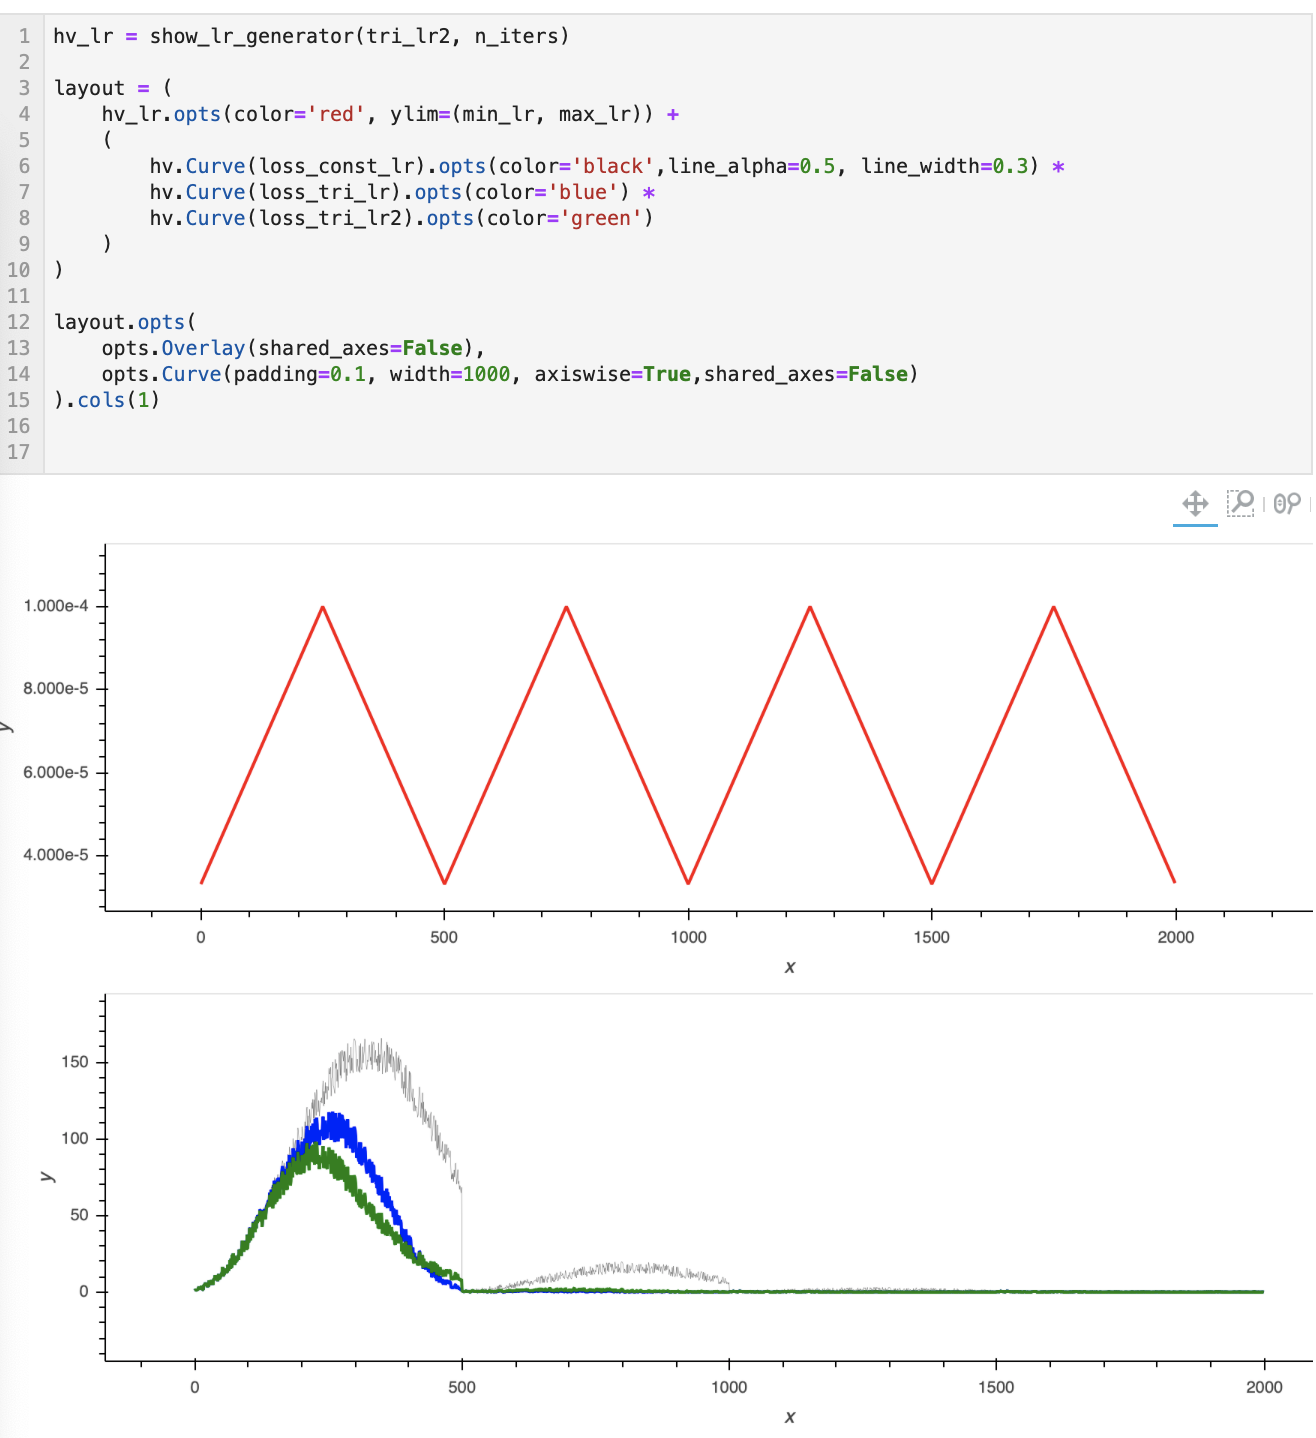 1 hv_lr = show_lr_generator(tri_lr2, n_iters)
2
3 layout = (
4     hv_lr.opts(color='red', ylim=(min_lr, max_lr)) +
5     (
6         hv.Curve(loss_const_lr).opts(color='black',line_alpha=0.5, line_width=0.3) *
7         hv.Curve(loss_tri_lr).opts(color='blue') *
8         hv.Curve(loss_tri_lr2).opts(color='green')
9     )
10 )
11
12 layout.opts(
13     opts.Overlay(shared_axes=False),
14     opts.Curve(padding=0.1, width=1000, axiswise=True,shared_axes=False)
15 ).cols(1)
16
17
1.000e-4
8.000e-5
y
6.000e-5
4.000e-5
0 500 1000 1500 2000
x
150
100
y
50
0
0 500 1000 1500 2000
x